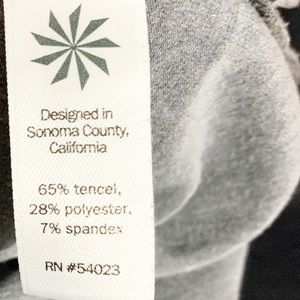 Designed in
Sonoma County,
California
65% tencel,
28% polyester,
7% spandex
RN #54023